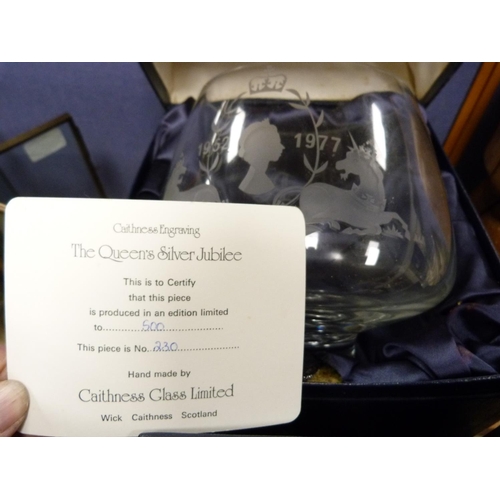 1952 1977
Caithness Engraving
The Queen's Silver Jubilee
This is to Certify
that this piece
is produced in an edition limited
to...............500....................
This piece is No. 230....................
Hand made by
Caithness Glass Limited
Wick Caithness Scotland